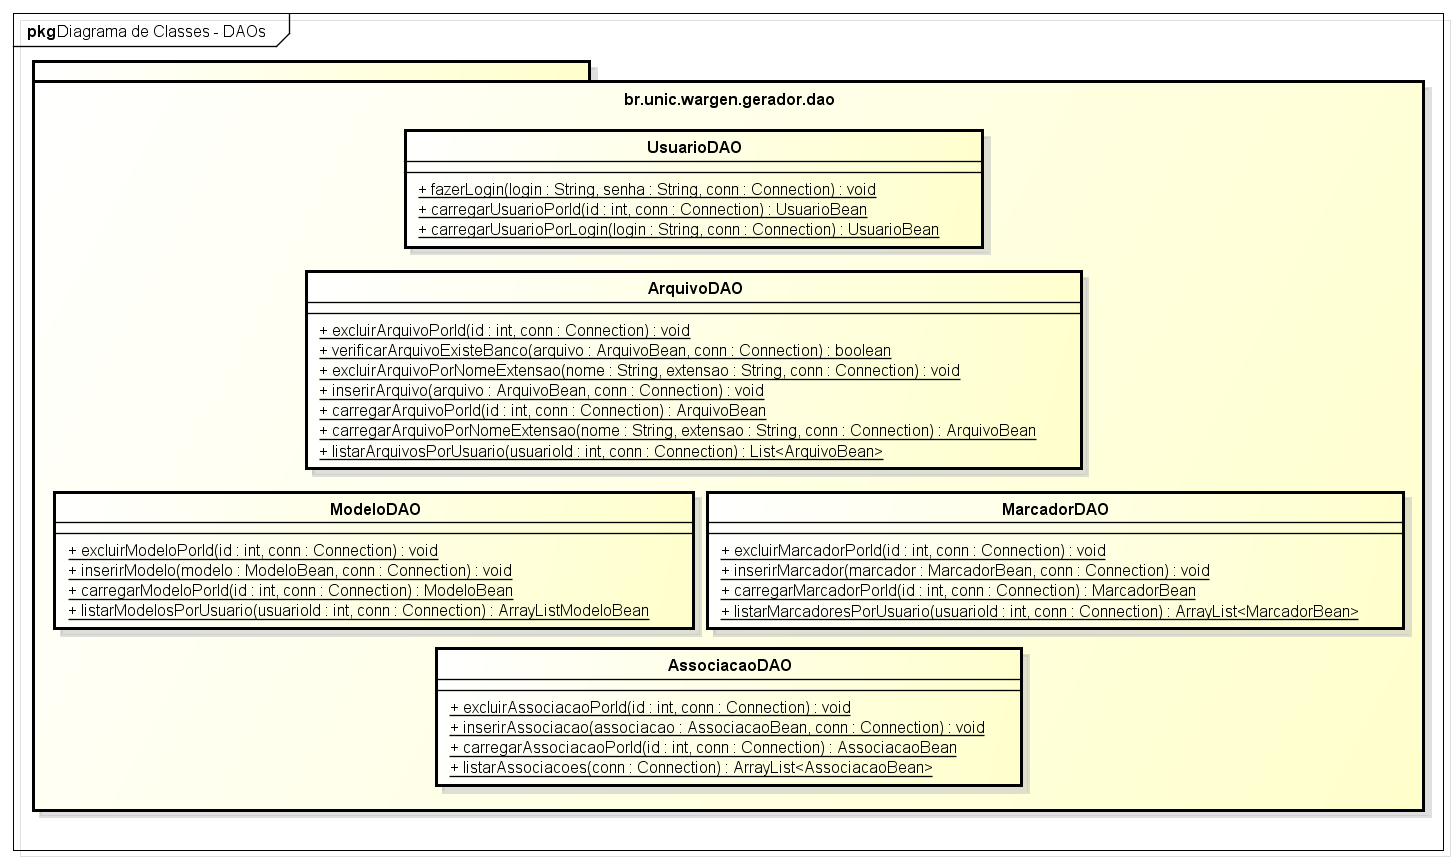 pkg Diagrama de Classes - DAOs
br.unic.wargen.gerador.dao
UsuarioDAO
+ fazerLogin(login : String, senha : String, conn : Connection) : void
+ carregarUsuarioPorId(id : int, conn : Connection) : UsuarioBean
+ carregarUsuarioPorLogin(login : String, conn : Connection) : UsuarioBean
ArquivoDAO
+ excluirArquivoPorId(id : int, conn : Connection) : void
+ verificarArquivoExisteBanco(arquivo : ArquivoBean, conn : Connection) : boolean
+ excluirArquivoPorNomeExtensao(nome : String, extensao : String, conn : Connection) : void
+ inserirArquivo(arquivo : ArquivoBean, conn : Connection) : void
+ carregarArquivoPorId(id : int, conn : Connection) : ArquivoBean
+ carregarArquivoPorNomeExtensao(nome : String, extensao : String, conn : Connection) : ArquivoBean
+ listarArquivosPorUsuario(usuarioId : int, conn : Connection) : List<ArquivoBean>
ModeloDAO
+ excluirModeloPorId(id : int, conn : Connection) : void
+ inserirModelo(modelo : ModeloBean, conn : Connection) : void
+ carregarModeloPorId(id : int, conn : Connection) : ModeloBean
+ listarModelosPorUsuario(usuarioId : int, conn : Connection) : ArrayListModeloBean
MarcadorDAO
+ excluirMarcadorPorId(id : int, conn : Connection) : void
+ inserirMarcador(marcador : MarcadorBean, conn : Connection) : void
+ carregarMarcadorPorId(id : int, conn : Connection) : MarcadorBean
+ listarMarcadoresPorUsuario(usuarioId : int, conn : Connection) : ArrayList<MarcadorBean>
AssociacaoDAO
+ excluirAssociacaoPorId(id : int, conn : Connection) : void
+ inserirAssociacao(associacao : AssociacaoBean, conn : Connection) : void
+ carregarAssociacaoPorId(id : int, conn : Connection) : AssociacaoBean
+ listarAssociacoes(conn : Connection) : ArrayList<AssociacaoBean>